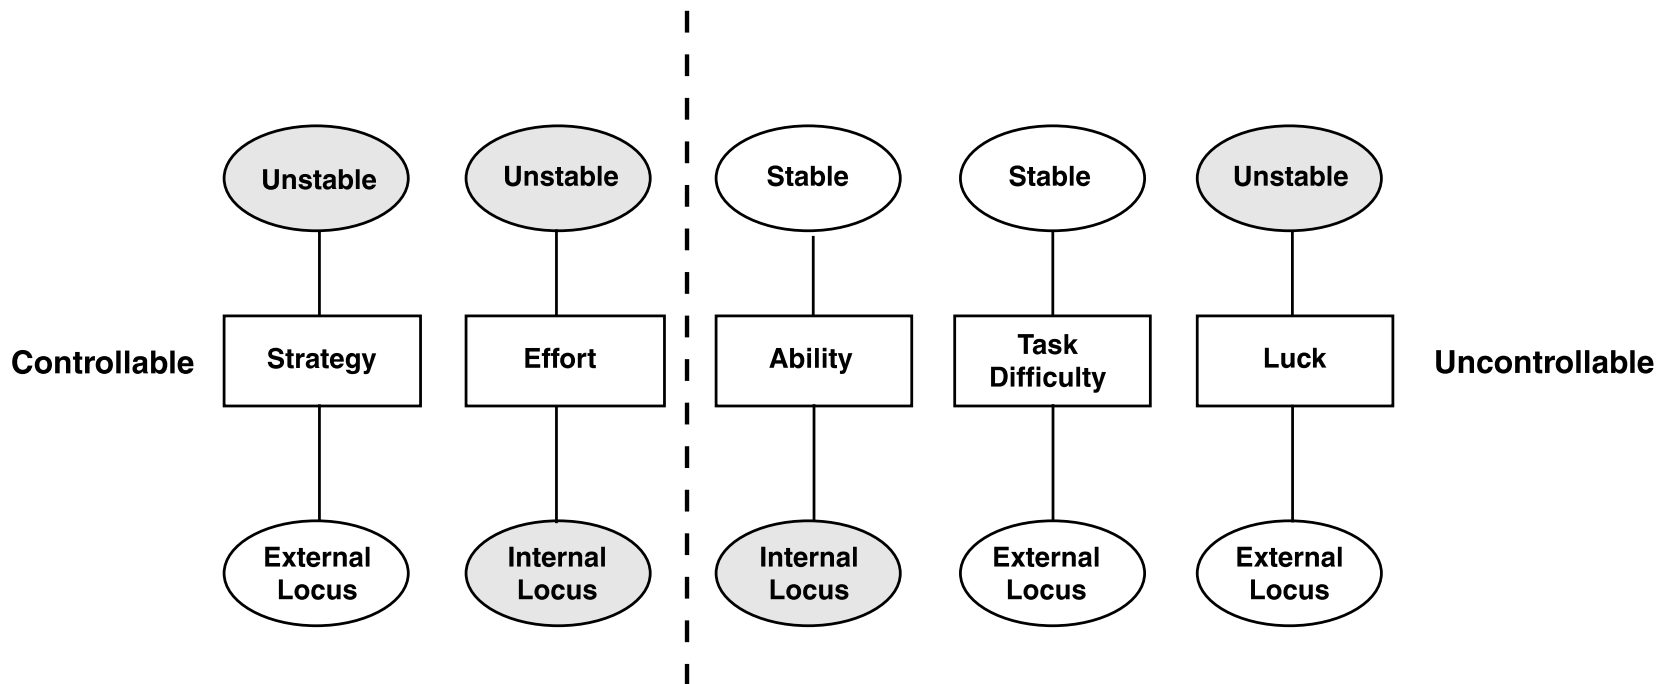 Unstable
Unstable
Stable
Stable
Unstable
Controllable
Strategy
Effort
Ability
Task
Difficulty
Luck
Uncontrollable
External
Locus
Internal
Locus
Internal
Locus
External
Locus
External
Locus